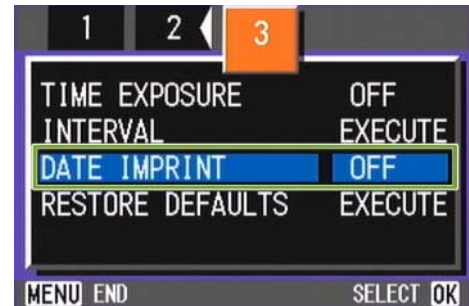 1 2 3
TIME EXPOSURE OFF
INTERVAL EXECUTE
DATE IMPRINT OFF
RESTORE DEFAULTS EXECUTE
MENU END SELECT OK